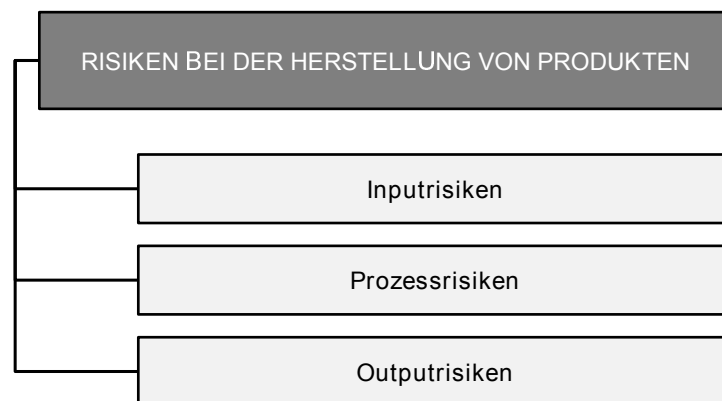 RISIKEN BEI DER HERSTELLUNG VON PRODUKTEN
Inputrisiken
Prozessrisiken
Outputrisiken